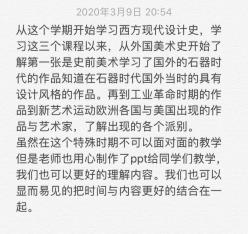 2020年3月9日 20:54
从这个学期开始学习西方现代设计史，学
习这三个课程以来，从外国美术史开始了
解第一张是史前美术学习了国外的石器时
代的作品知道在石器时代国外当时的具有
设计风格的作品。再到工业革命时期的作
品到新艺术运动欧洲各国与美国出现的作
品与艺术家，了解出现的各个派别。
虽然在这个特殊时期不可以面对面的教学
但是老师也用心制作了ppt给同学们教学，
我们也可以更好的理解内容。我们也可以
显而易见的把时间与内容更好的结合在一
起。